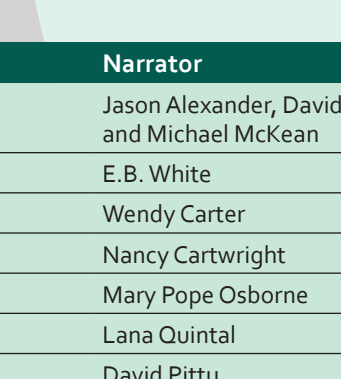 Narrator
Jason Alexander, David
and Michael McKean
E.B. White
Wendy Carter
Nancy Cartwright
Mary Pope Osborne
Lana Quintal
David Pittu